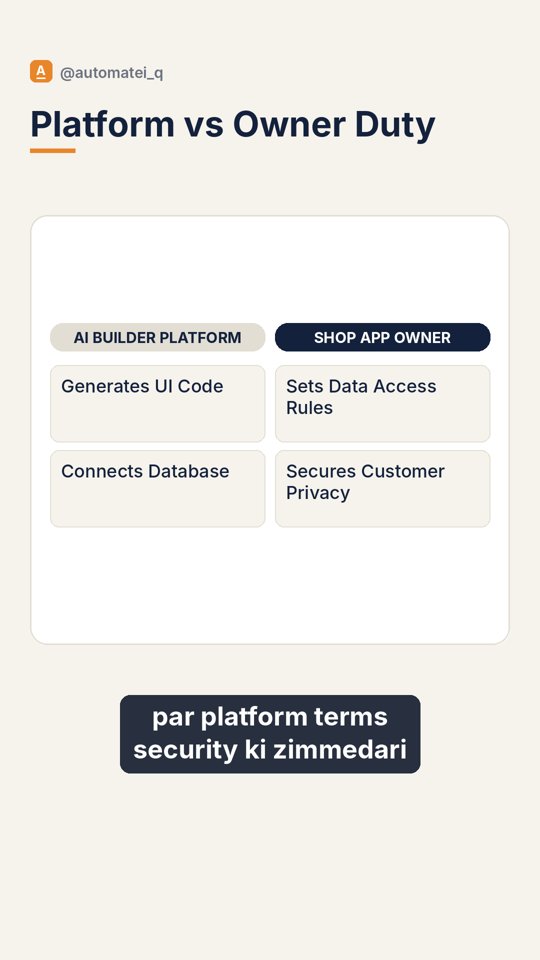 A
@automatei_q
Platform vs Owner Duty
AI BUILDER PLATFORM
SHOP APP OWNER
Generates UI Code
Sets Data Access
Rules
Connects Database
Secures Customer
Privacy
par platform terms
security ki zimmedari